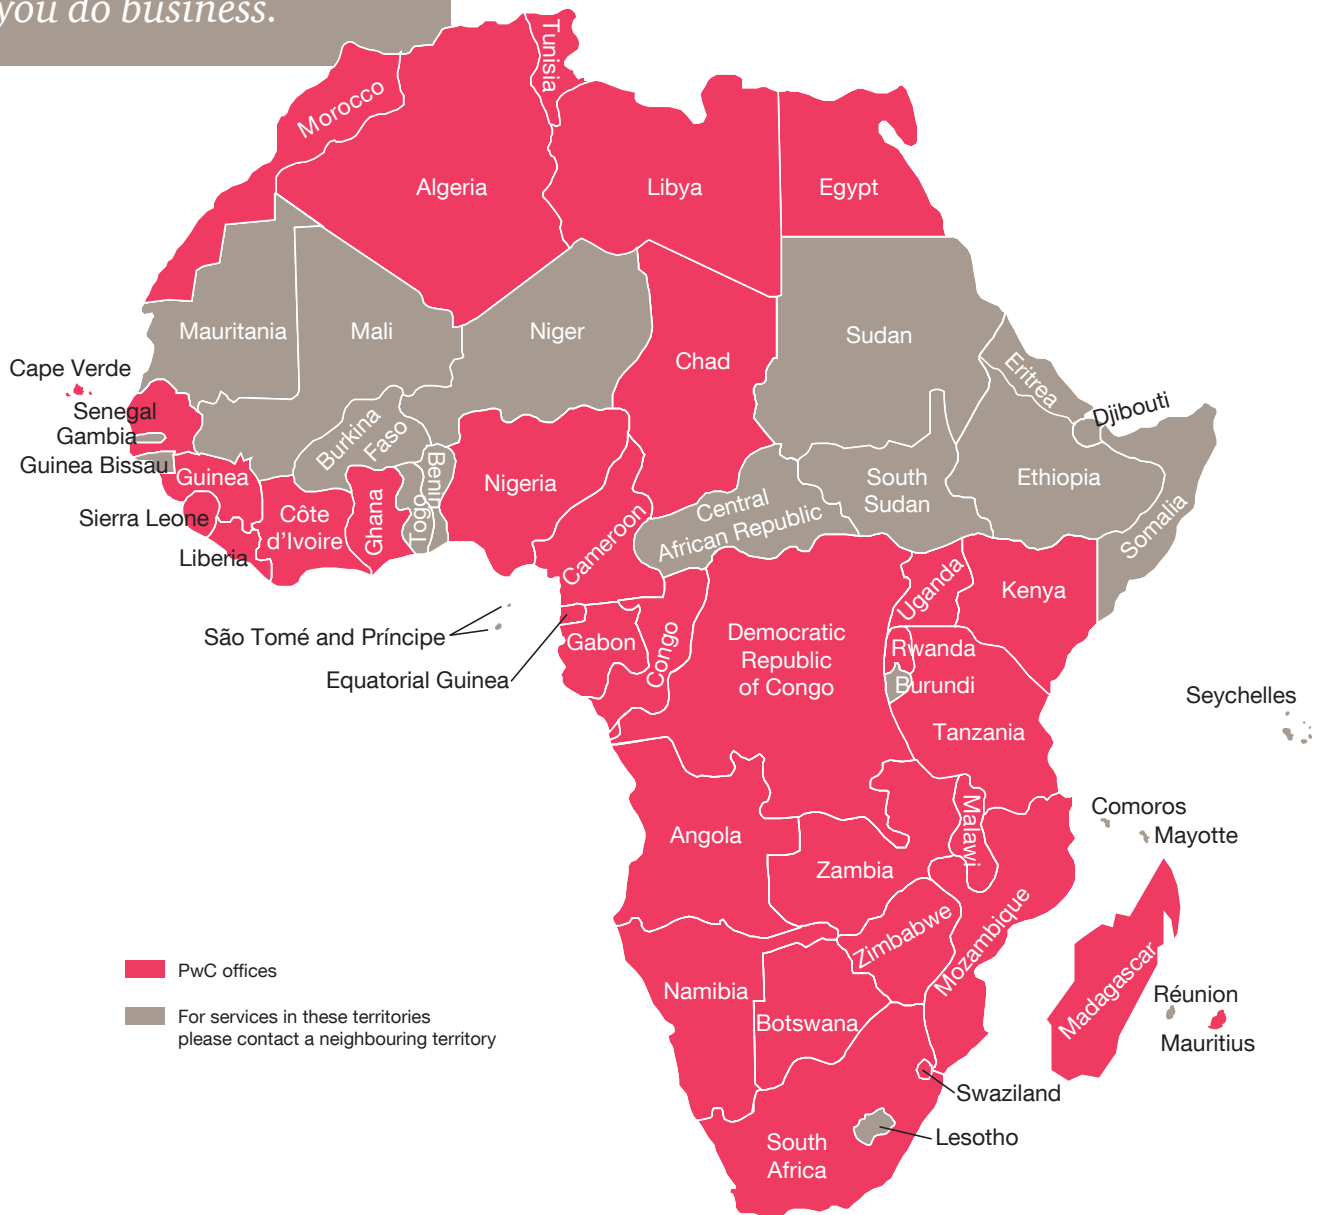 you do business.
Tunisia
Morocco
Algeria
Libya
Egypt
Mauritania
Mali
Niger
Chad
Sudan
Eritrea
Djibouti
Cape Verde
Senegal
Gambia
Guinea Bissau
Guinea
Sierra Leone
Liberia
Côte
d'Ivoire
Burkina
Faso
Ghana
Togo
Benin
Nigeria
Cameroon
Central
African Republic
South
Sudan
Ethiopia
Somalia
São Tomé and Príncipe
Equatorial Guinea
Gabon
Congo
Democratic
Republic
of Congo
Uganda
Kenya
Rwanda
Burundi
Tanzania
Seychelles
Comoros
Mayotte
Angola
Zambia
Malawi
Mozambique
Zimbabwe
Madagascar
Réunion
Mauritius
Namibia
Botswana
Swaziland
Lesotho
South
Africa
PwC offices
For services in these territories
please contact a neighbouring territory